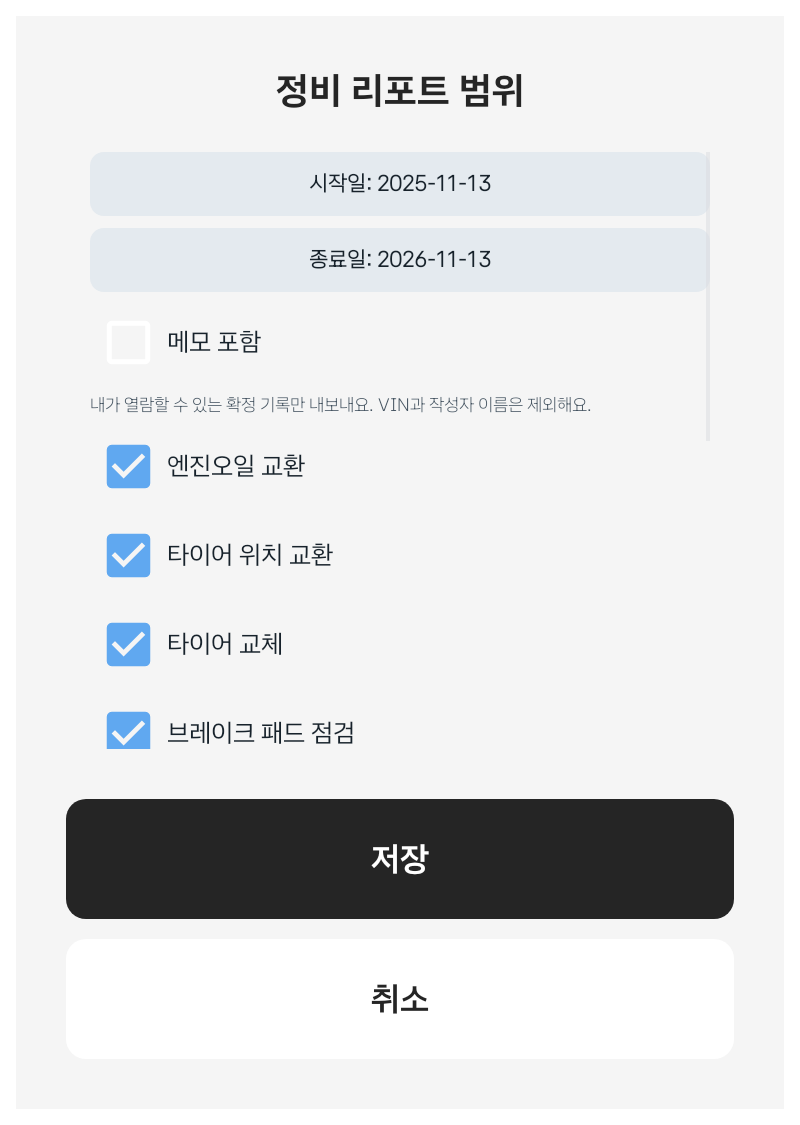 정비 리포트 범위
시작일: 2025-11-13
종료일: 2026-11-13
메모 포함
내가 열람할 수 있는 확정 기록만 내보내요. VIN과 작성자 이름은 제외해요.
엔진오일 교환
타이어 위치 교환
타이어 교체
브레이크 패드 점검
저장
취소